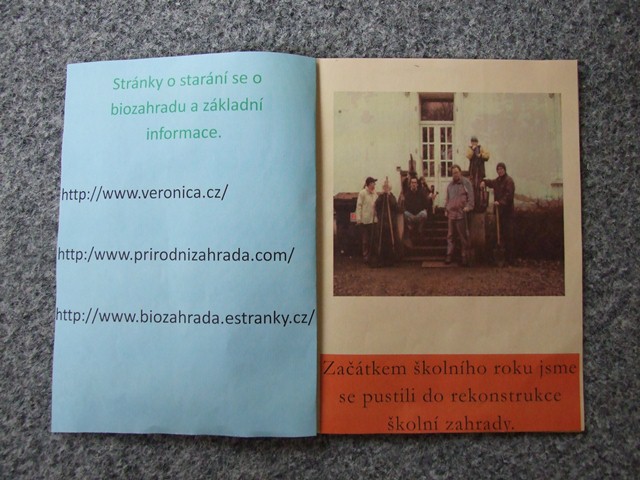 Stránky o starání se o
biozahradu a základní
informace.
http://www.veronica.cz/
http://www.prirodnizahrada.com/
http://www.biozahrada.estranky.cz/
Začátkem školního roku jsme
se pustili do rekonstrukce
školní zahrady.